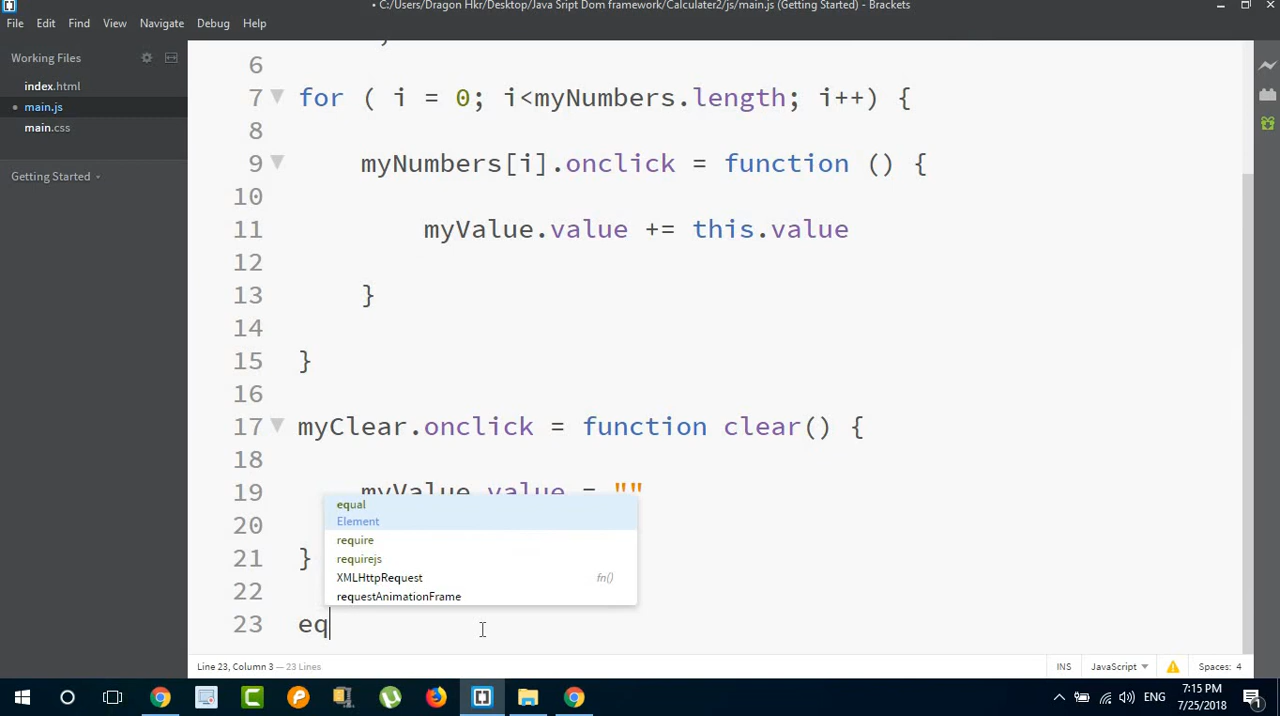 • C:/Users/Dragon Hkr/Desktop/Java Sript Dom framework/Calculater2/js/main.js (Getting Started) - Brackets
File Edit Find View Navigate Debug Help
Working Files
index.html
• main.js
main.css
Getting Started
6
7 for ( i = 0; i<myNumbers.length; i++) {
8
9 myNumbers[i].onclick = function () {
10
11 myValue.value += this.value
12
13 }
14
15 }
16
17 myClear.onclick = function clear() {
18
19 myValue.value = ""
20
21 }
22
23 eq
equal
Element
require
requirejs
XMLHttpRequest fn()
requestAnimationFrame
Line 23, Column 3 — 23 Lines
INS JavaScript Spaces: 4
ENG
7:15 PM
7/25/2018
1